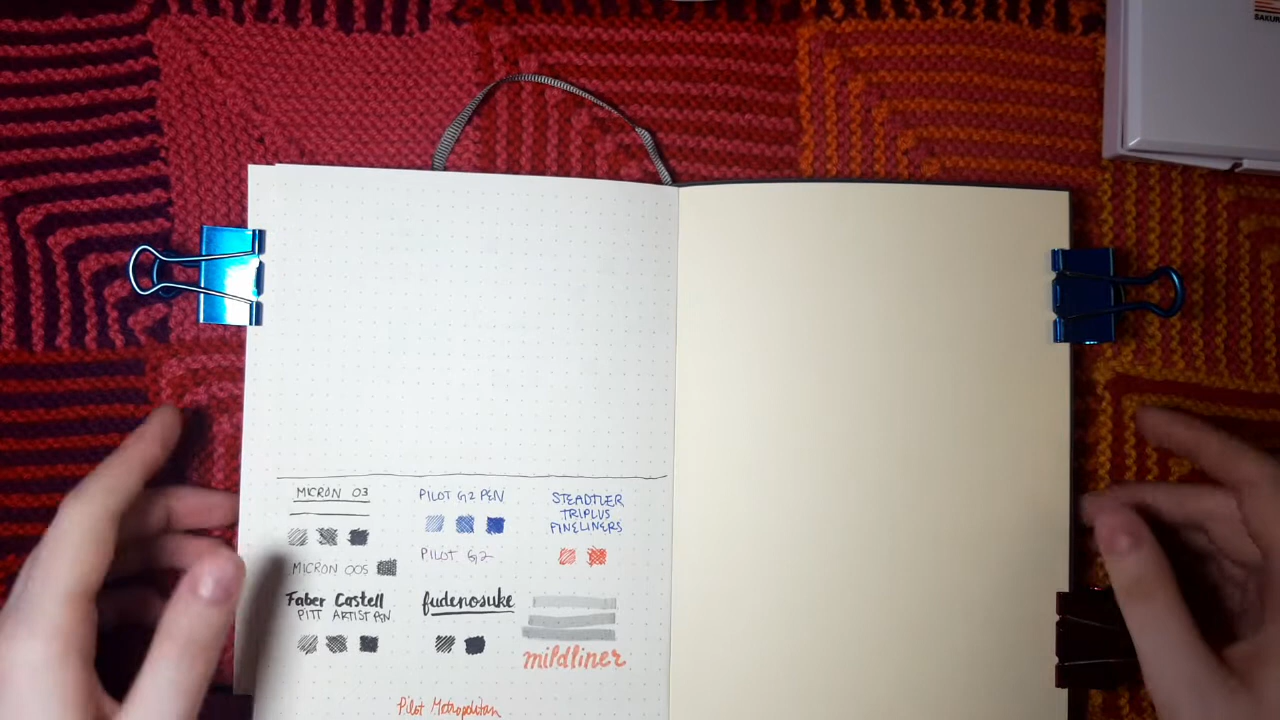 SAKUR
MICRON 03
PILOT G2 PEN
STEADTLER
TRIPLUS
FINELINERS
MICRON 005
PILOT G2
Faber Castell
PITT ARTIST PEN
fudenosuke
mildliner
Pilot Metropolitan